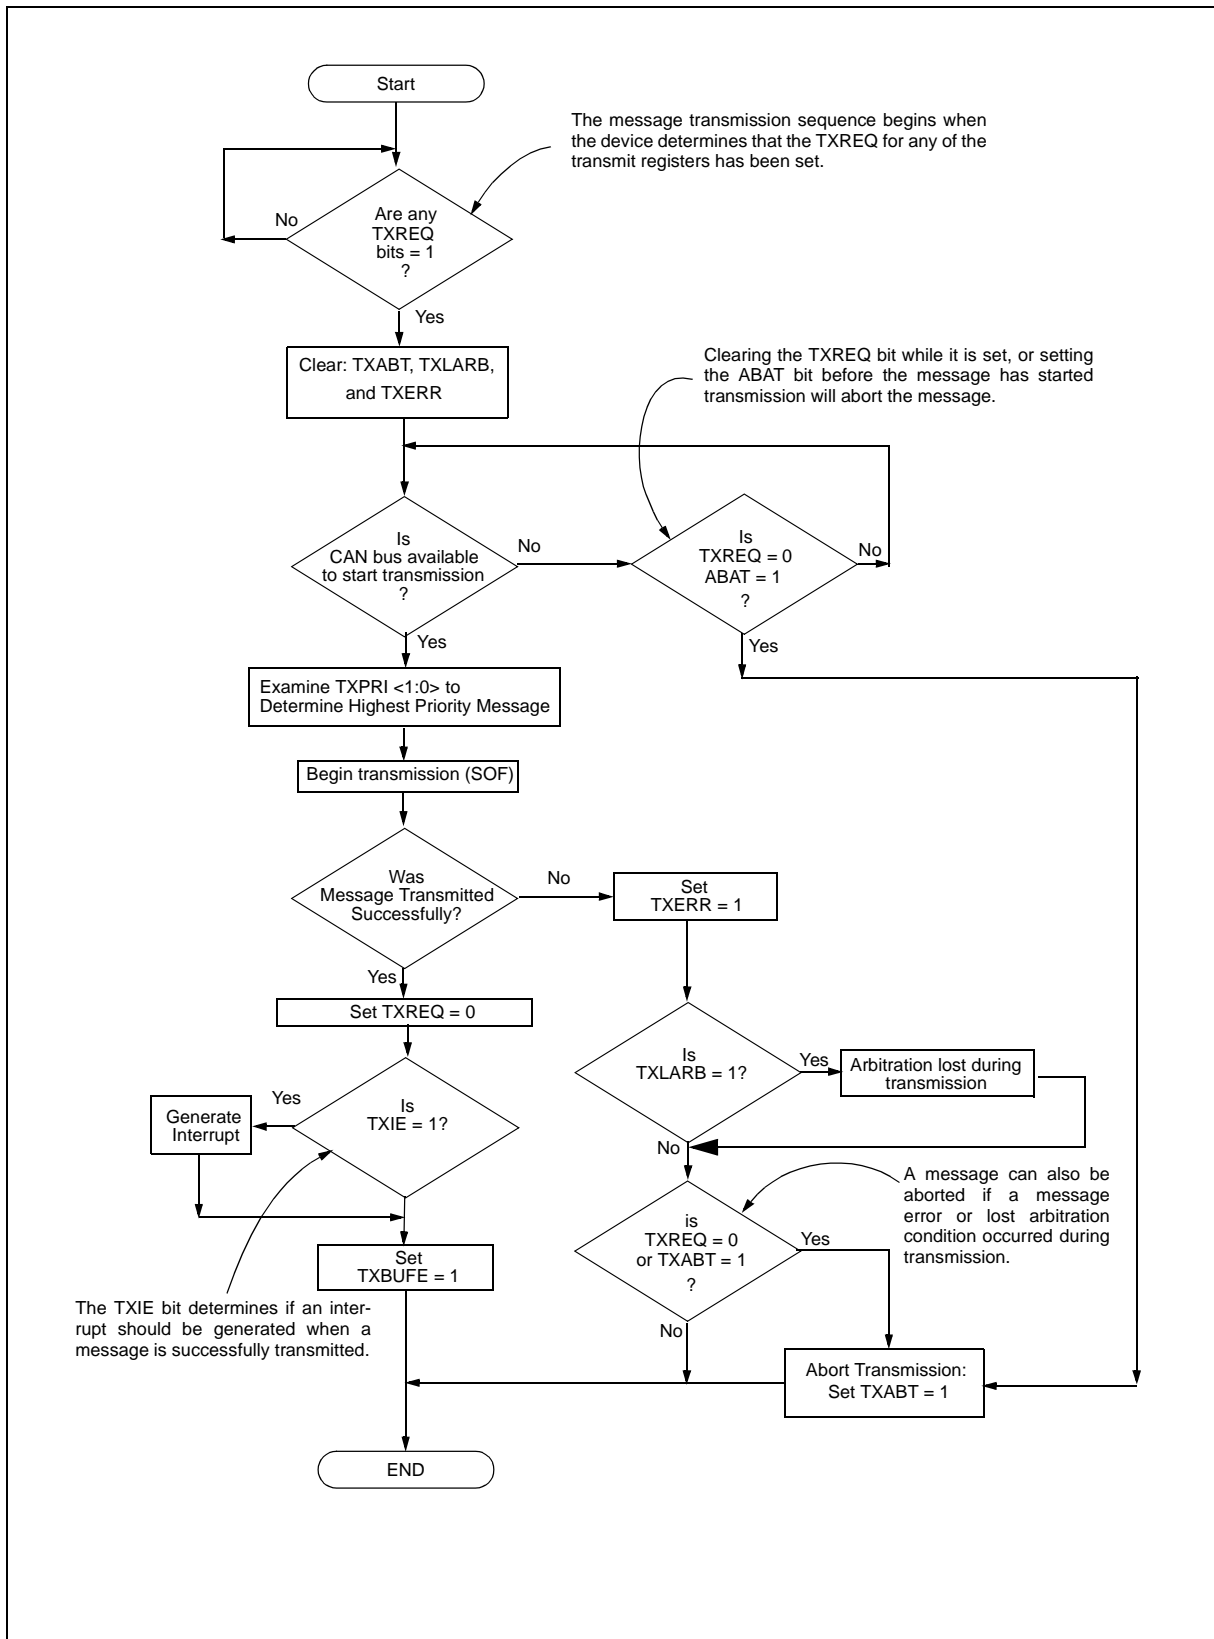 Start
The message transmission sequence begins when
the device determines that the TXREQ for any of the
transmit registers has been set.
No
Are any
TXREQ
bits = 1
?
Yes
Clear: TXABT, TXLARB,
and TXERR
Clearing the TXREQ bit while it is set, or setting
the ABAT bit before the message has started
transmission will abort the message.
Is
CAN bus available
to start transmission
?
No
Is
TXREQ = 0
ABAT = 1
?
No
Yes
Yes
Examine TXPRI <1:0> to
Determine Highest Priority Message
Begin transmission (SOF)
Was
Message Transmitted
Successfully?
No
Set
TXERR = 1
Yes
Set TXREQ = 0
Is
TXLARB = 1?
Yes
Arbitration lost during
transmission
Yes
Generate
Interrupt
Is
TXIE = 1?
No
A message can also be
aborted if a message
error or lost arbitration
condition occurred during
transmission.
is
TXREQ = 0
or TXABT = 1
?
Yes
Set
TXBUFE = 1
The TXIE bit determines if an inter-
rupt should be generated when a
message is successfully transmitted.
No
Abort Transmission:
Set TXABT = 1
END